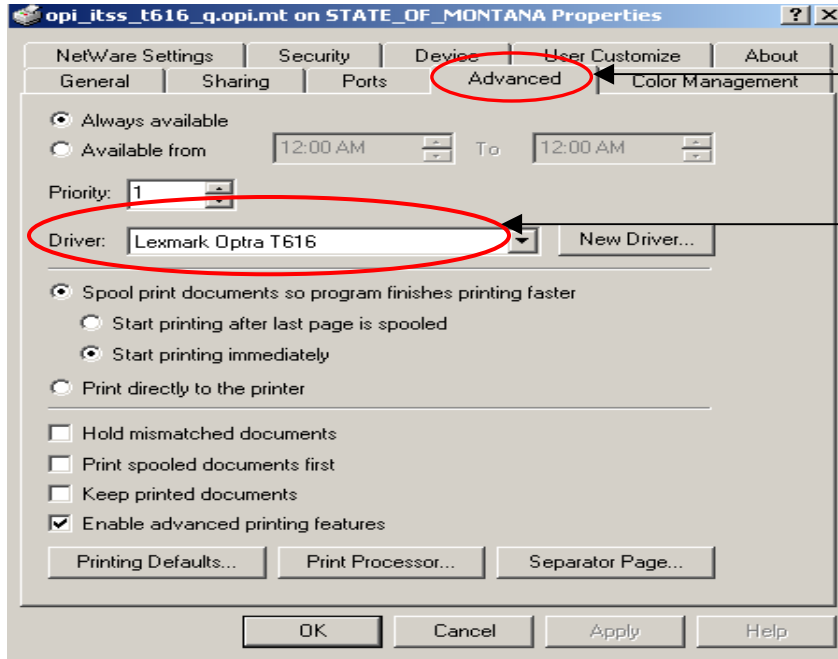 opi_itss_t616_q.opi.mt on STATE_OF_MONTANA Properties
NetWare Settings Security Device User Customize About
General Sharing Ports Advanced Color Management
Always available
Available from 12:00 AM To 12:00 AM
Priority: 1
Driver: Lexmark Optra T616 New Driver...
Spool print documents so program finishes printing faster
Start printing after last page is spooled
Start printing immediately
Print directly to the printer
Hold mismatched documents
Print spooled documents first
Keep printed documents
Enable advanced printing features
Printing Defaults... Print Processor... Separator Page...
OK Cancel Apply Help